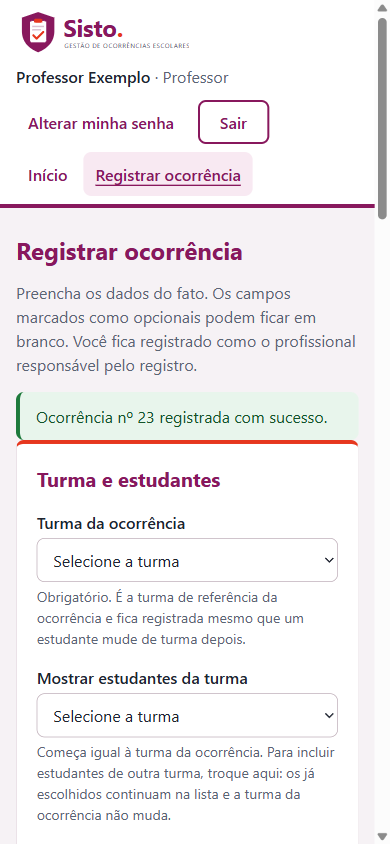 Sisto.
GESTÃO DE OCORRÊNCIAS ESCOLARES
Professor Exemplo · Professor
Alterar minha senha
Sair
Início
Registrar ocorrência
Registrar ocorrência
Preencha os dados do fato. Os campos
marcados como opcionais podem ficar em
branco. Você fica registrado como o profissional
responsável pelo registro.
Ocorrência nº 23 registrada com sucesso.
Turma e estudantes
Turma da ocorrência
Selecione a turma
Obrigatório. É a turma de referência da
ocorrência e fica registrada mesmo que um
estudante mude de turma depois.
Mostrar estudantes da turma
Selecione a turma
Começa igual à turma da ocorrência. Para incluir
estudantes de outra turma, troque aqui: os já
escolhidos continuam na lista e a turma da
ocorrência não muda.